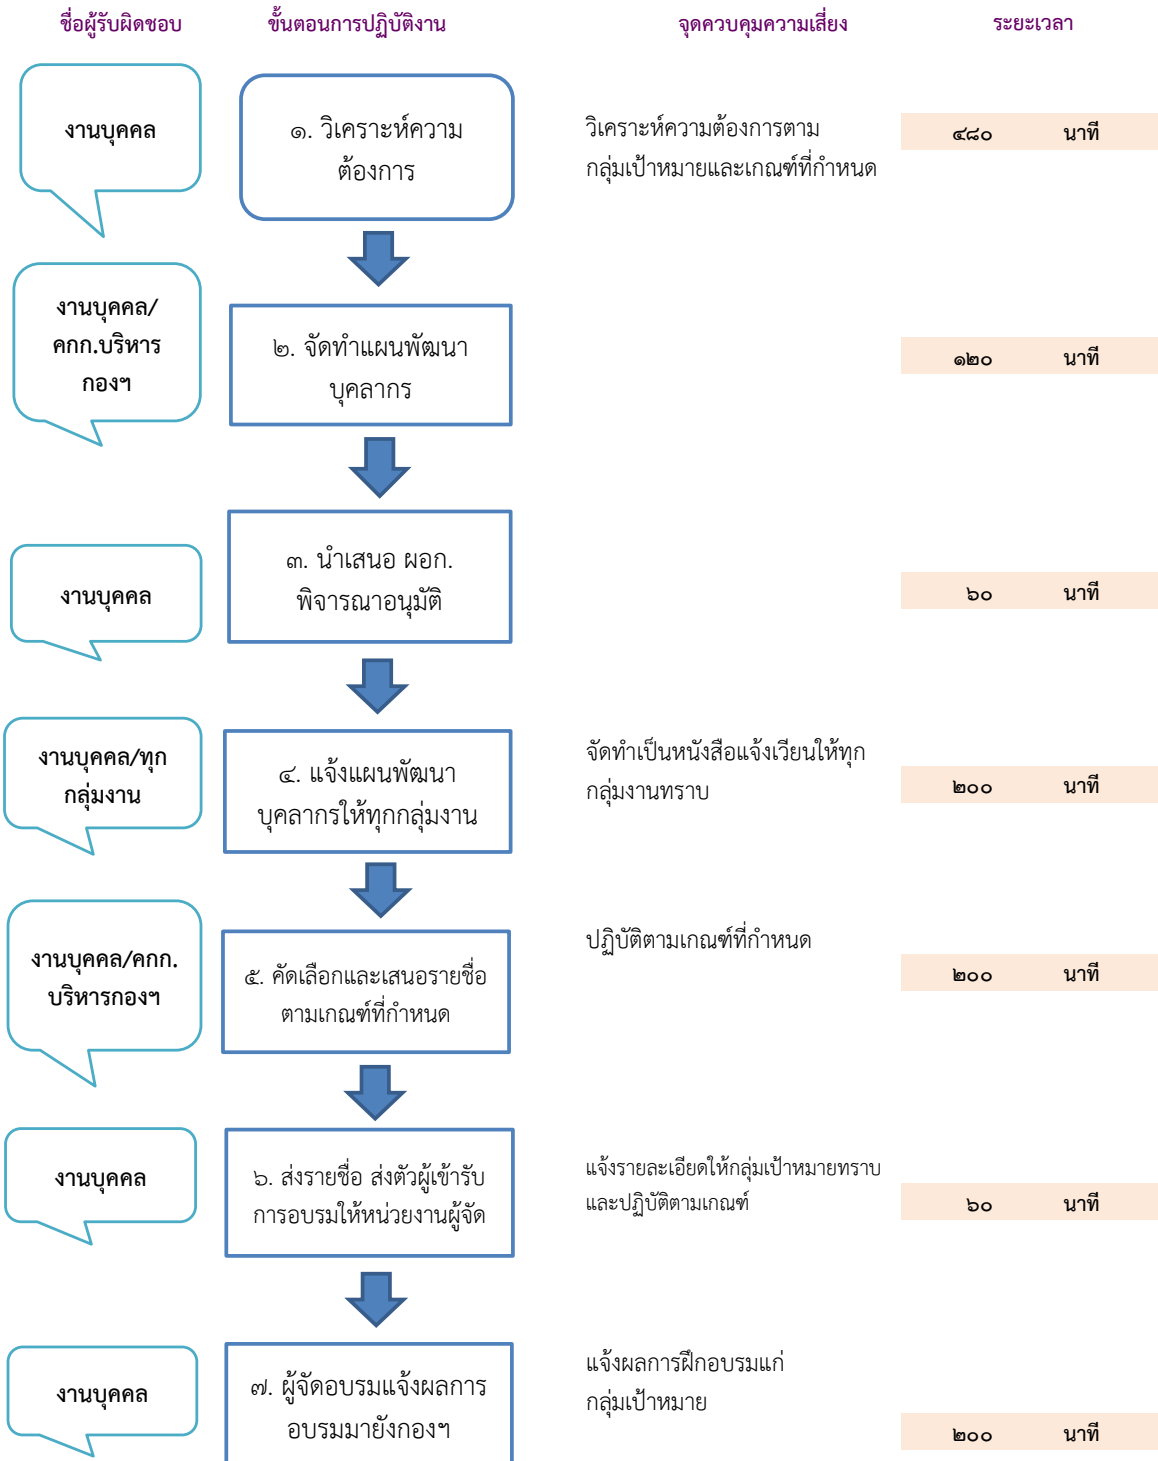 ชื่อผู้รับผิดชอบ ขั้นตอนการปฏิบัติงาน จุดควบคุมความเสี่ยง ระยะเวลา
งานบุคคล
๑. วิเคราะห์ความ
ต้องการ
วิเคราะห์ความต้องการตาม
กลุ่มเป้าหมายและเกณฑ์ที่กำหนด
๔๘๐ นาที
งานบุคคล/
คกก.บริหาร
กองฯ
๒. จัดทำแผนพัฒนา
บุคลากร
๑๒๐ นาที
งานบุคคล
๓. นำเสนอ ผอก.
พิจารณาอนุมัติ
๖๐ นาที
งานบุคคล/ทุก
กลุ่มงาน
๔. แจ้งแผนพัฒนา
บุคลากรให้ทุกกลุ่มงาน
จัดทำเป็นหนังสือแจ้งเวียนให้ทุก
กลุ่มงานทราบ
๒๐๐ นาที
งานบุคคล/คกก.
บริหารกองฯ
๕. คัดเลือกและเสนอรายชื่อ
ตามเกณฑ์ที่กำหนด
ปฏิบัติตามเกณฑ์ที่กำหนด
๒๐๐ นาที
งานบุคคล
๖. ส่งรายชื่อ ส่งตัวผู้เข้ารับ
การอบรมให้หน่วยงานผู้จัด
แจ้งรายละเอียดให้กลุ่มเป้าหมายทราบ
และปฏิบัติตามเกณฑ์
๖๐ นาที
งานบุคคล
๗. ผู้จัดอบรมแจ้งผลการ
อบรมมายังกองฯ
แจ้งผลการฝึกอบรมแก่
กลุ่มเป้าหมาย
๒๐๐ นาที